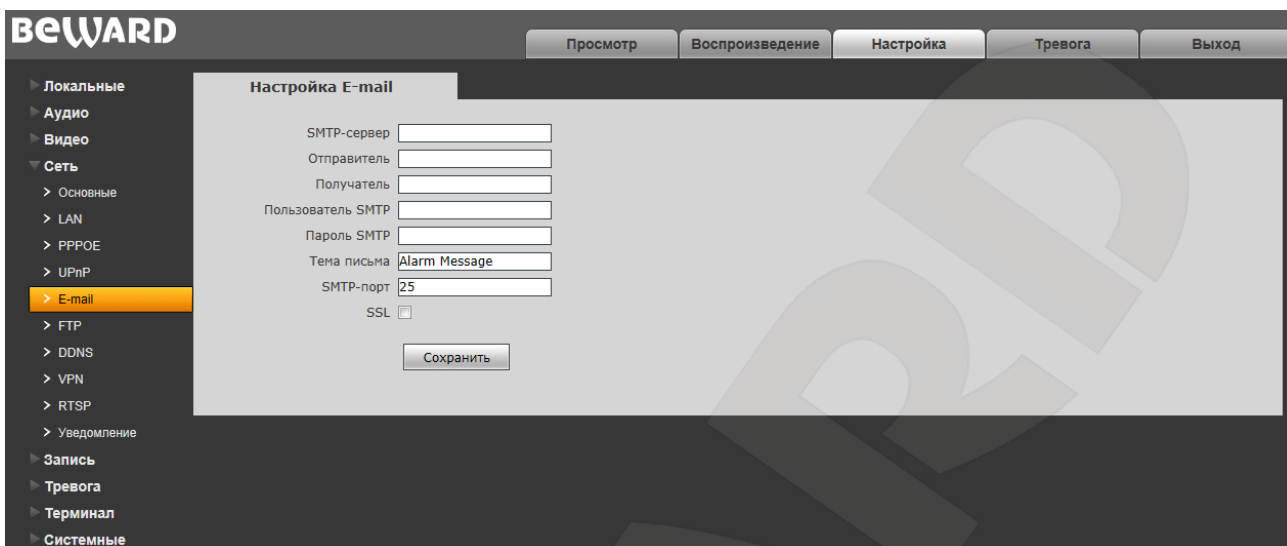 BEWARD
Просмотр
Воспроизведение
Настройка
Тревога
Выход
Локальные
Аудио
Видео
Сеть
Основные
LAN
PPPOE
UPnP
E-mail
FTP
DDNS
VPN
RTSP
Уведомление
Запись
Тревога
Терминал
Системные
Настройка E-mail
SMTP-сервер
Отправитель
Получатель
Пользователь SMTP
Пароль SMTP
Тема письма Alarm Message
SMTP-порт 25
SSL
Сохранить
ARD